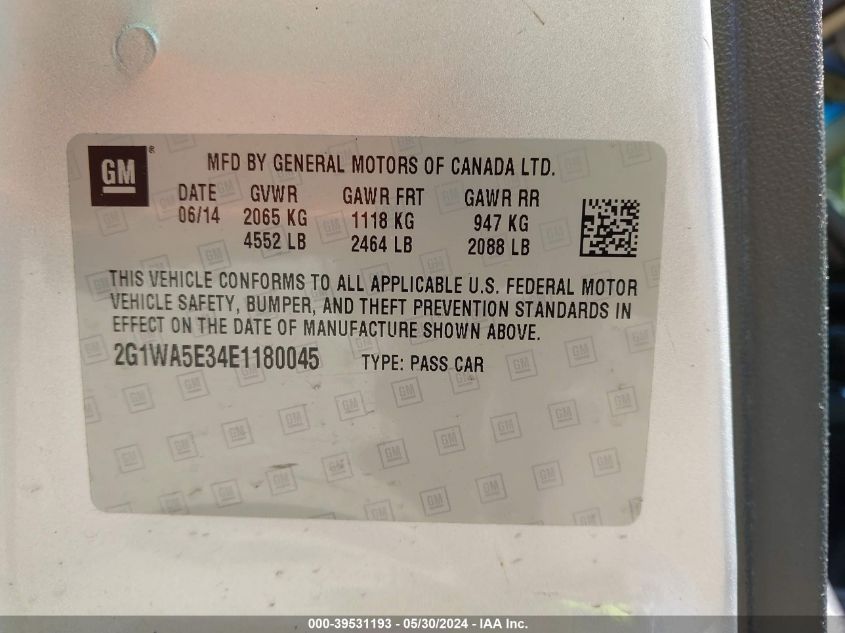 GM ®
MFD BY GENERAL MOTORS OF CANADA LTD.
DATE GVWR GAWR FRT GAWR RR
06/14 2065 KG 1118 KG 947 KG
4552 LB 2464 LB 2088 LB
THIS VEHICLE CONFORMS TO ALL APPLICABLE U.S. FEDERAL MOTOR
VEHICLE SAFETY, BUMPER, AND THEFT PREVENTION STANDARDS IN
EFFECT ON THE DATE OF MANUFACTURE SHOWN ABOVE.
2G1WA5E34E1180045 TYPE: PASS CAR
000-39531193 - 05/30/2024 - IAA Inc.